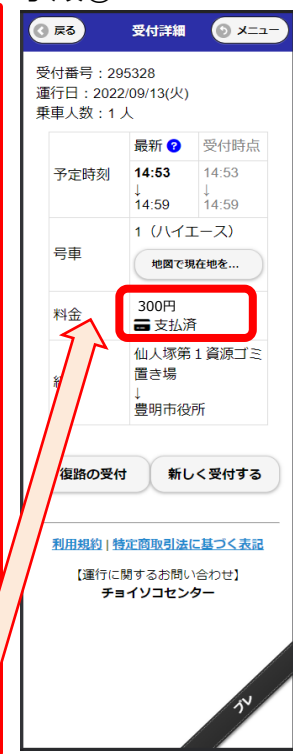 戻る 受付詳細 メニュー
受付番号：295328
運行日：2022/09/13(火)
乗車人数：1 人
最新 ? 受付時点
予定時刻 14:53 14:53
↓ ↓
14:59 14:59
号車 1（ハイエース）
地図で現在地を...
料金 300円
支払済
仙人塚第１資源ゴミ
置き場
↓
豊明市役所
復路の受付 新しく受付する
利用規約 | 特定商取引法に基づく表記
【運行に関するお問い合わせ】
チョイソコセンター
プレ